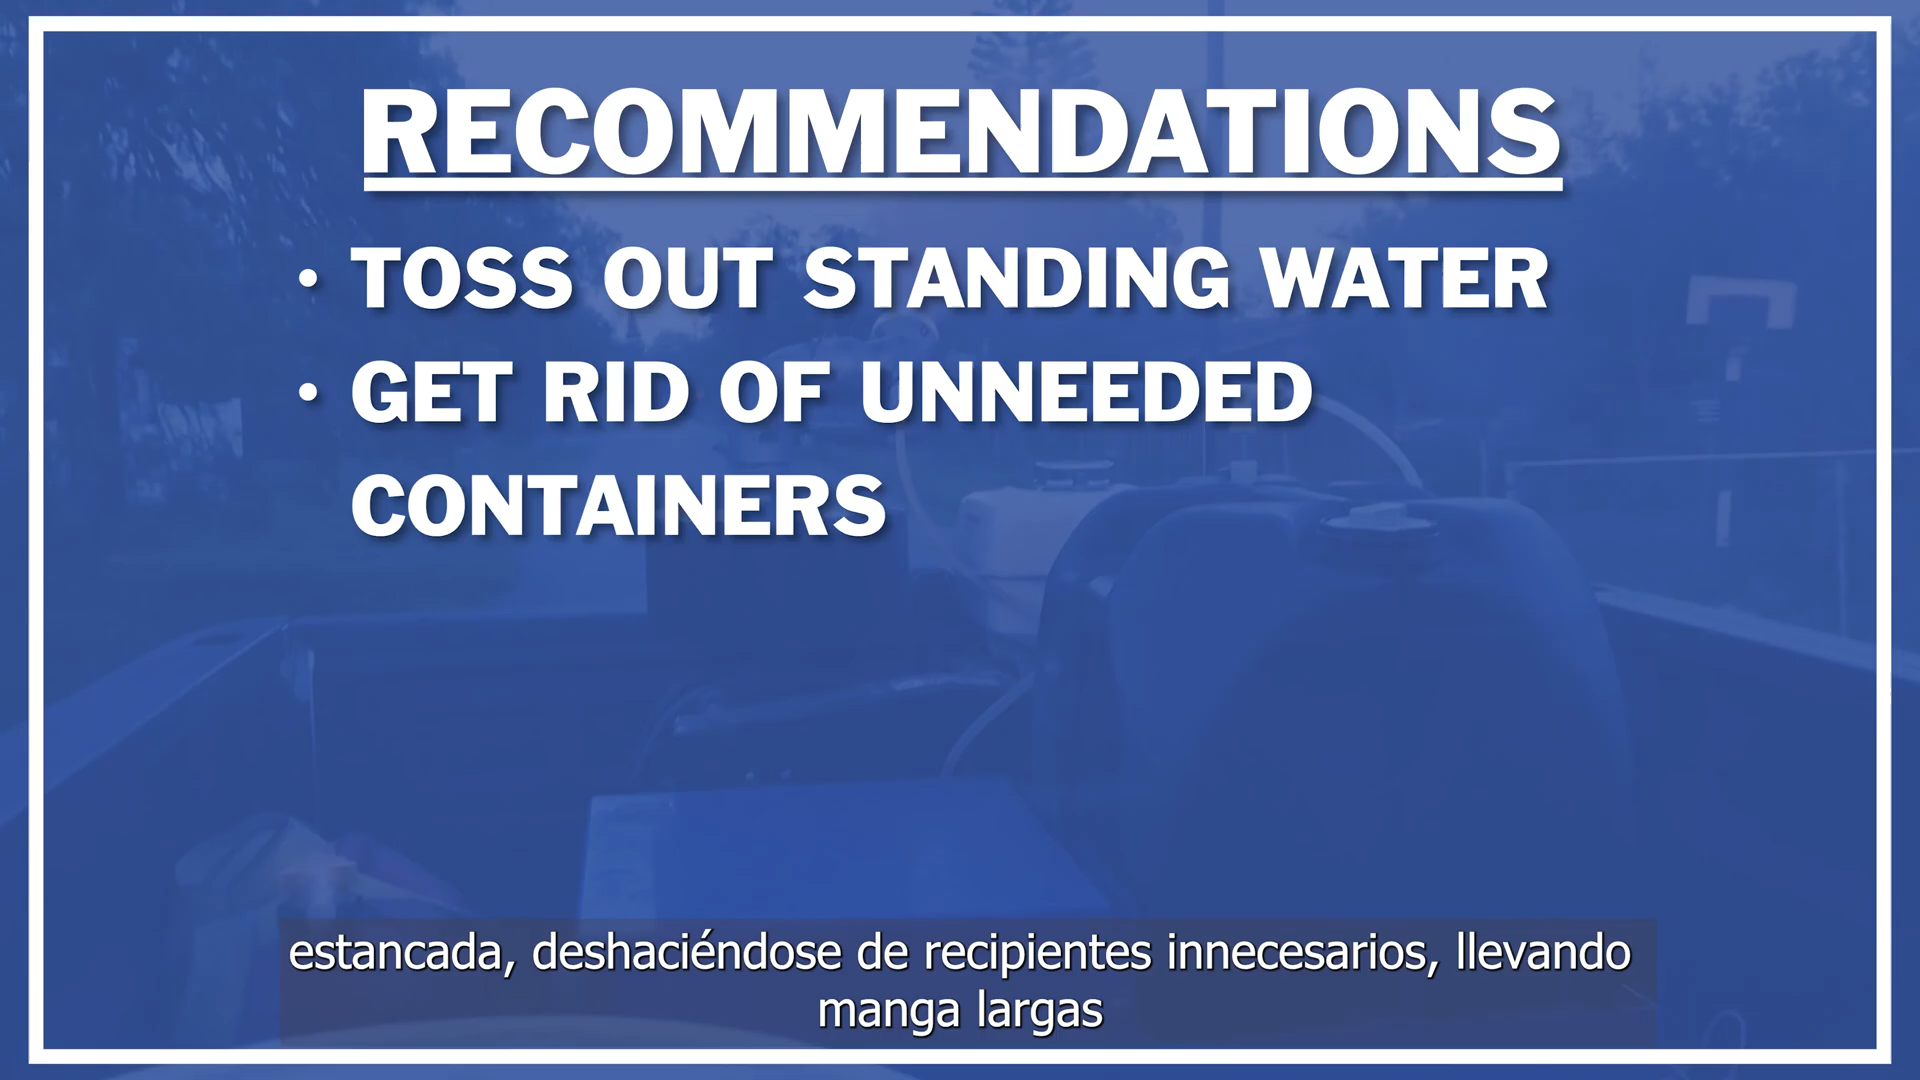 RECOMMENDATIONS
• TOSS OUT STANDING WATER
• GET RID OF UNNEEDED
CONTAINERS
estancada, deshaciéndose de recipientes innecesarios, llevando
manga largas